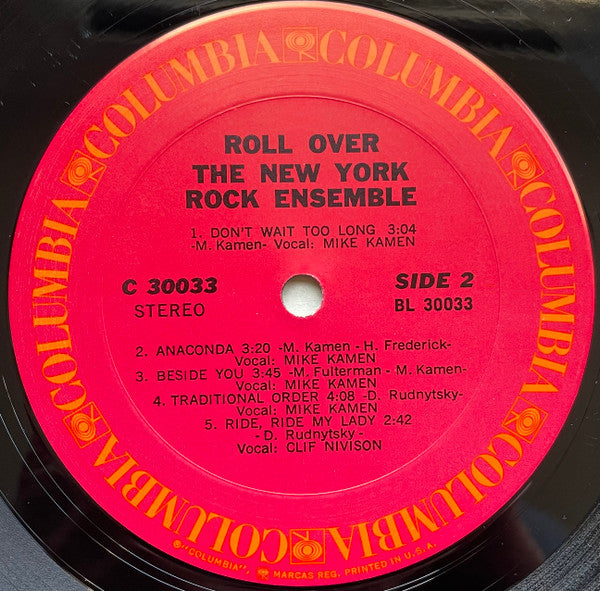 COLUMBIA COLUMBIA COLUMBIA COLUMBIA COLUMBIA COLUMBIA
ROLL OVER
THE NEW YORK
ROCK ENSEMBLE
1. DON'T WAIT TOO LONG 3:04
-M. Kamen- Vocal: MIKE KAMEN
C 30033 SIDE 2
STEREO BL 30033
2. ANACONDA 3:20 -M. Kamen - H. Frederick-
Vocal: MIKE KAMEN
3. BESIDE YOU 3:45 -M. Fulterman - M. Kamen-
Vocal: MIKE KAMEN
4. TRADITIONAL ORDER 4:08 -D. Rudnytsky-
Vocal: MIKE KAMEN
5. RIDE, RIDE MY LADY 2:42
- D. Rudnytsky -
Vocal: CLIF NIVISON
®"COLUMBIA", MARCAS REG. PRINTED IN U.S.A.